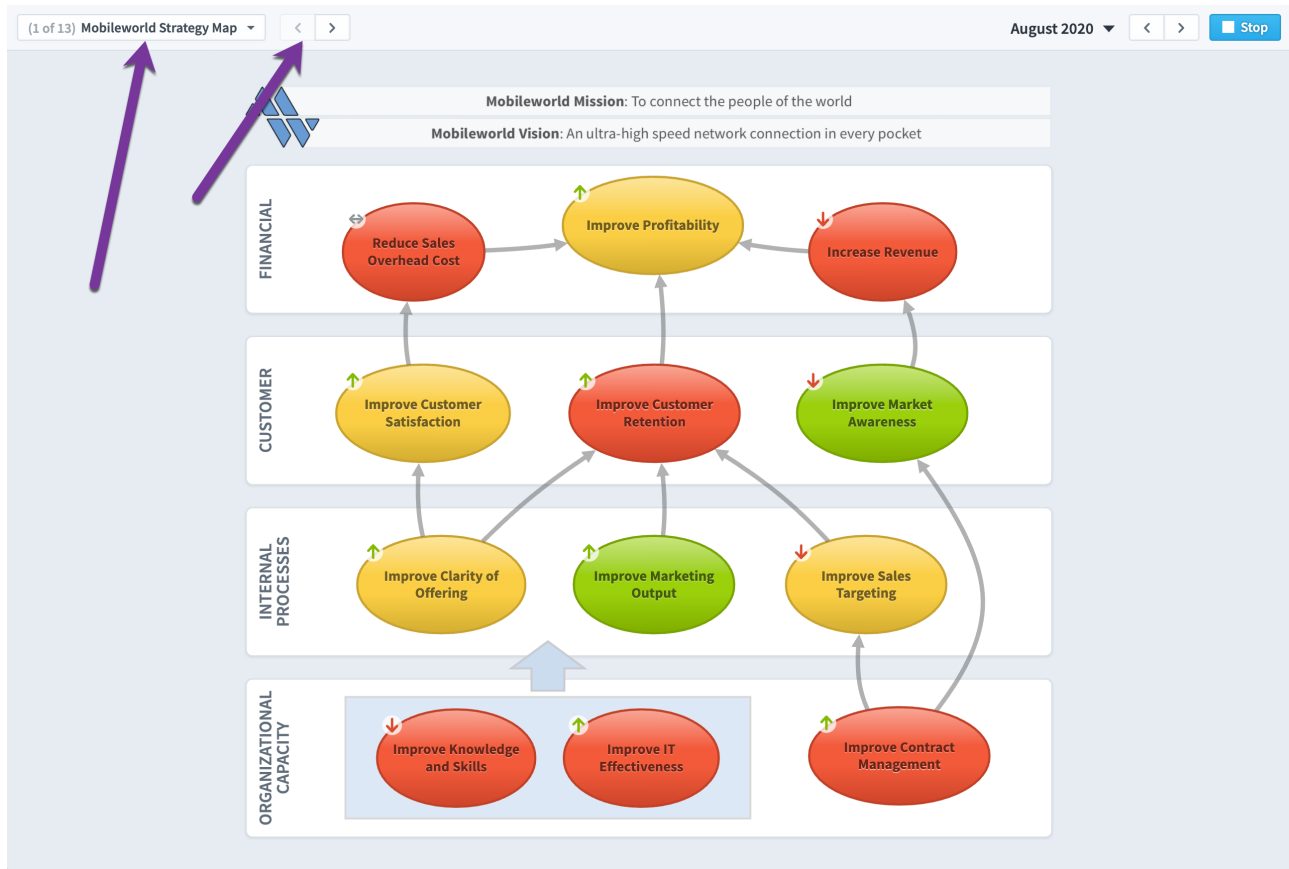 (1 of 13) Mobileworld Strategy Map
August 2020
Stop
Mobileworld Mission: To connect the people of the world
Mobileworld Vision: An ultra-high speed network connection in every pocket
FINANCIAL
Reduce Sales
Overhead Cost
Improve Profitability
Increase Revenue
CUSTOMER
Improve Customer
Satisfaction
Improve Customer
Retention
Improve Market
Awareness
INTERNAL
PROCESSES
Improve Clarity of
Offering
Improve Marketing
Output
Improve Sales
Targeting
ORGANIZATIONAL
CAPACITY
Improve Knowledge
and Skills
Improve IT
Effectiveness
Improve Contract
Management